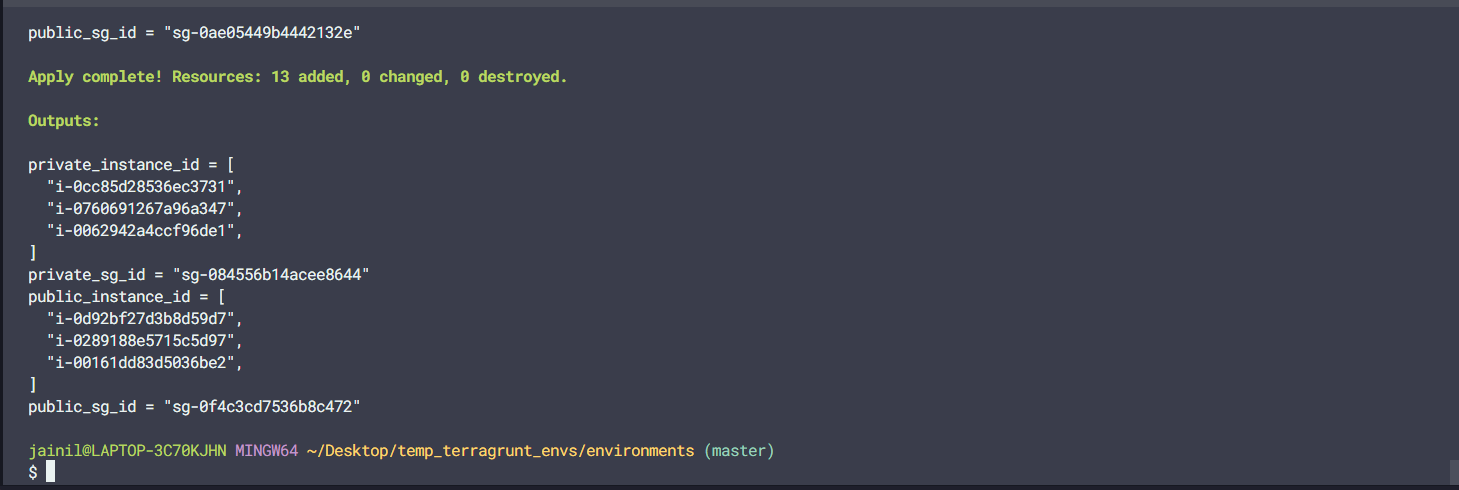 public_sg_id = "sg-0ae05449b4442132e"
Apply complete! Resources: 13 added, 0 changed, 0 destroyed.
Outputs:
private_instance_id = [
"i-0cc85d28536ec3731",
"i-0760691267a96a347",
"i-0062942a4ccf96de1",
]
private_sg_id = "sg-084556b14acee8644"
public_instance_id = [
"i-0d92bf27d3b8d59d7",
"i-0289188e5715c5d97",
"i-00161dd83d5036be2",
]
public_sg_id = "sg-0f4c3cd7536b8c472"
jainil@LAPTOP-3C70KJHN MINGW64 ~/Desktop/temp_terragrunt_envs/environments (master)
$